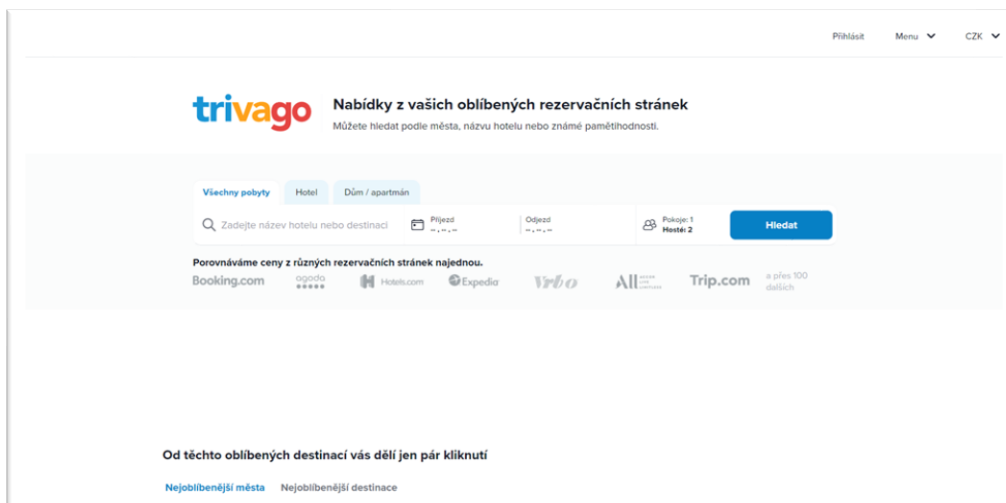 Přihlásit Menu CZK
trivago
Nabídky z vašich oblíbených rezervačních stránek
Můžete hledat podle města, názvu hotelu nebo známé pamětihodnosti.
Všechny pobyty Hotel Dům / apartmán
Zadejte název hotelu nebo destinaci
Příjezd
--.--.--
Odjezd
--.--.--
Pokoje: 1
Hosté: 2
Hledat
Porovnáváme ceny z různých rezervačních stránek najednou.
Booking.com agoda Hotels.com Expedia Vrbo ALL Trip.com
a přes 100
dalších
Od těchto oblíbených destinací vás dělí jen pár kliknutí
Nejoblíbenější města Nejoblíbenější destinace